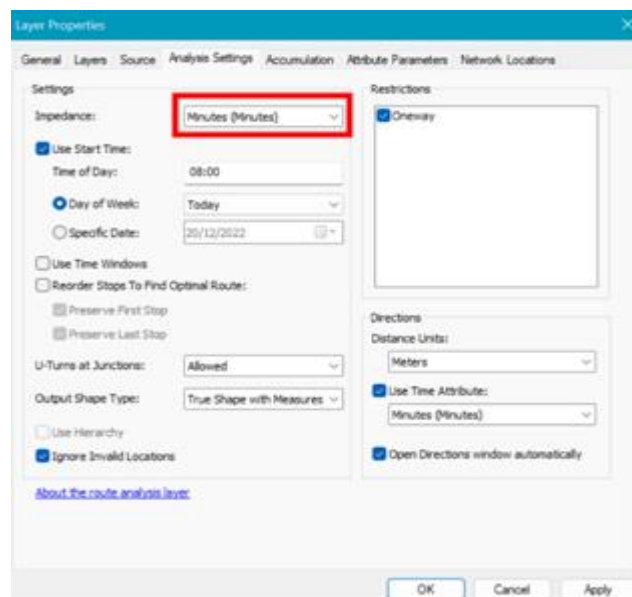 Layer Properties
General Layers Source Analysis Settings Accumulation Attribute Parameters Network Locations
Settings
Impedance: Minutes (Minutes)
Use Start Time:
Time of Day: 08:00
Day of Week: Today
Specific Date: 20/12/2022
Use Time Windows
Reorder Stops To Find Optimal Route:
Preserve First Stop
Preserve Last Stop
U-Turns at Junctions: Allowed
Output Shape Type: True Shape with Measures
Use Hierarchy
Ignore Invalid Locations
About the route analysis layer
Restrictions
Oneway
Directions
Distance Units:
Meters
Use Time Attribute:
Minutes (Minutes)
Open Directions window automatically
OK Cancel Apply